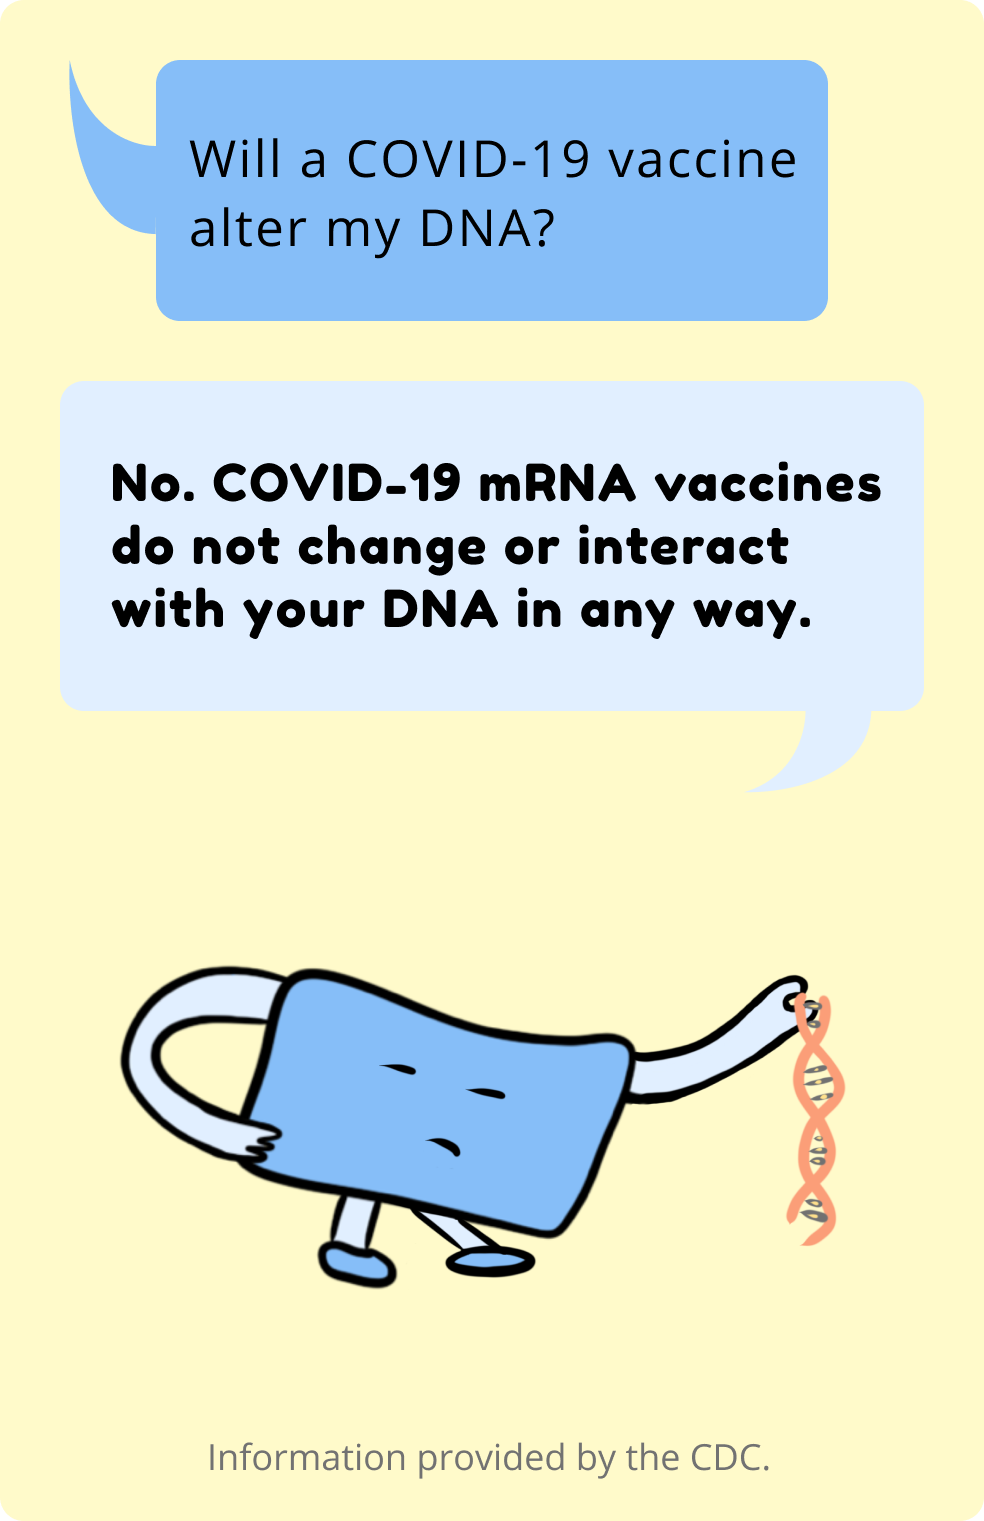 Will a COVID-19 vaccine
alter my DNA?
No. COVID-19 mRNA vaccines
do not change or interact
with your DNA in any way.
Information provided by the CDC.